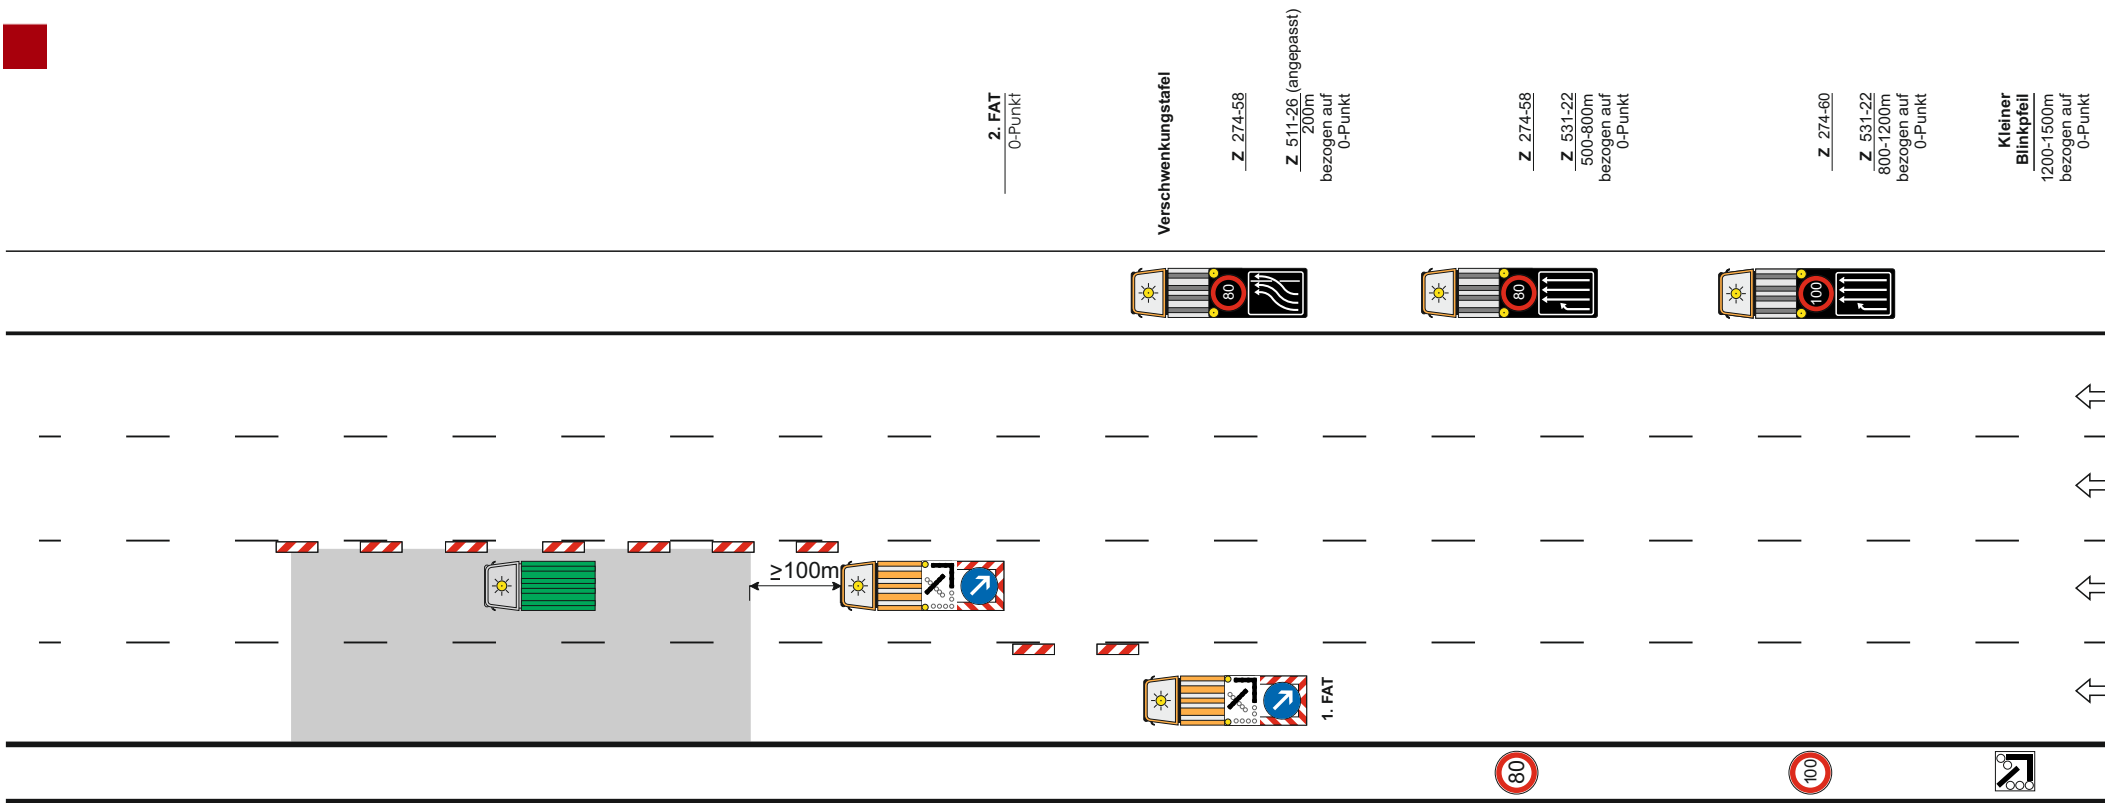 2. FAT
0-Punkt
Verschwenkungstafel
Z 274-58
Z 511-26 (angepasst)
200m
bezogen auf
0-Punkt
Z 274-58
Z 531-22
500-800m
bezogen auf
0-Punkt
Z 274-60
Z 531-22
800-1200m
bezogen auf
0-Punkt
Kleiner
Blinkpfeil
1200-1500m
bezogen auf
0-Punkt
80
80
100
≥100m
1. FAT
80
100